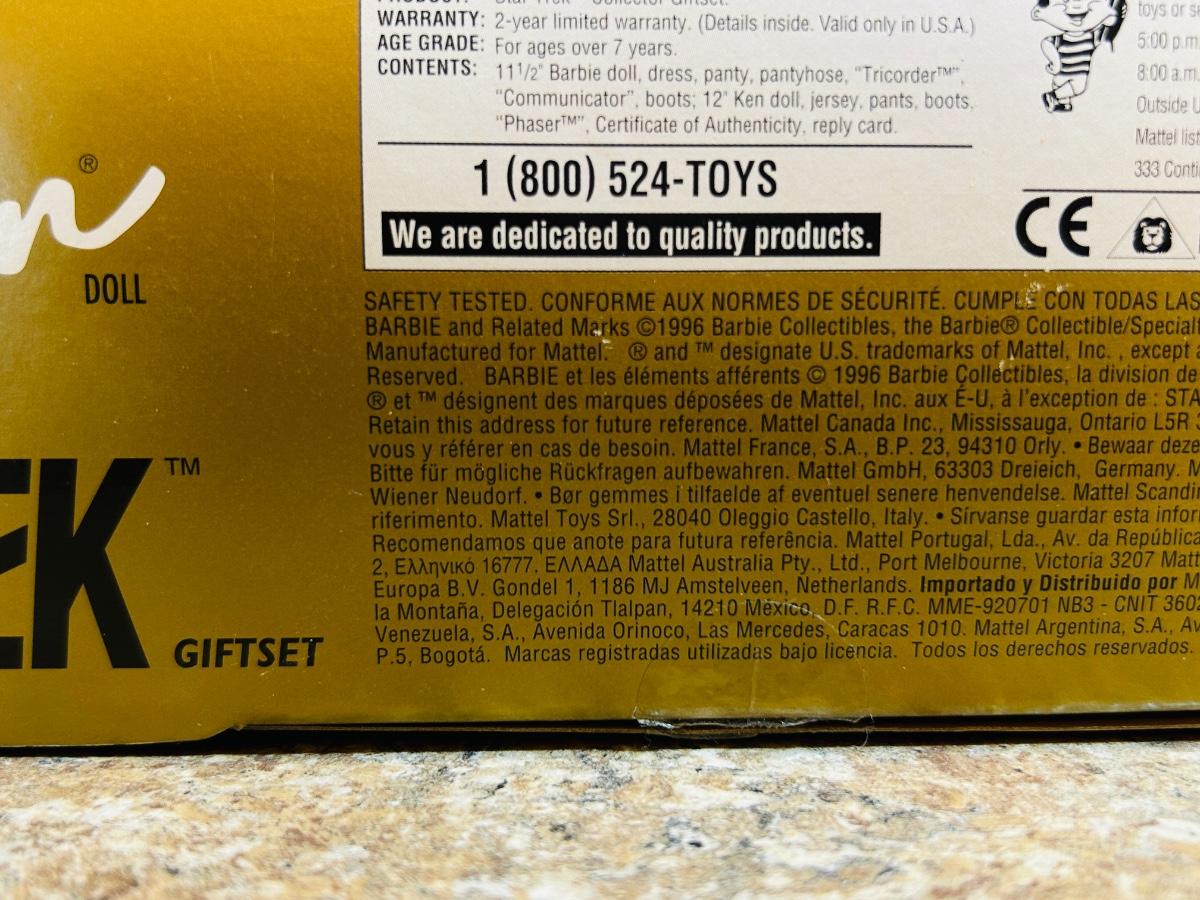 n®
DOLL
EK™
GIFTSET
PRODUCT: Star Trek™ Collector Giftset.
WARRANTY: 2-year limited warranty. (Details inside. Valid only in U.S.A.)
AGE GRADE: For ages over 7 years.
CONTENTS: 11 1/2" Barbie doll, dress, panty, pantyhose, "Tricorder™",
"Communicator", boots; 12" Ken doll, jersey, pants, boots,
"Phaser™", Certificate of Authenticity, reply card.
1 (800) 524-TOYS
We are dedicated to quality products.
toys or se
5:00 p.m.
8:00 a.m.
Outside U
Mattel list
333 Conti
CE
SAFETY TESTED. CONFORME AUX NORMES DE SÉCURITÉ. CUMPLE CON TODAS LAS
BARBIE and Related Marks ©1996 Barbie Collectibles, the Barbie® Collectible/Special
Manufactured for Mattel. ® and ™ designate U.S. trademarks of Mattel, Inc. , except a
Reserved. BARBIE et les éléments afférents © 1996 Barbie Collectibles, la division de
® et ™ désignent des marques déposées de Mattel, Inc. aux É-U, à l'exception de : STA
Retain this address for future reference. Mattel Canada Inc., Mississauga, Ontario L5R 3
vous y référer en cas de besoin. Mattel France, S.A., B.P. 23, 94310 Orly. • Bewaar deze
Bitte für mögliche Rückfragen aufbewahren. Mattel GmbH, 63303 Dreieich, Germany. M
Wiener Neudorf. • Bør gemmes i tilfaelde af eventuel senere henvendelse. Mattel Scandin
riferimento. Mattel Toys Srl., 28040 Oleggio Castello, Italy. • Sírvanse guardar esta infor
Recomendamos que anote para futura referência. Mattel Portugal, Lda., Av. da República
2, Ελληνικό 16777. ΕΛΛΑΔΑ Mattel Australia Pty., Ltd., Port Melbourne, Victoria 3207 Matt
Europa B.V. Gondel 1, 1186 MJ Amstelveen, Netherlands. Importado y Distribuido por M
la Montaña, Delegación Tlalpan, 14210 México, D.F. R.F.C. MME-920701 NB3 - CNIT 3602
Venezuela, S.A., Avenida Orinoco, Las Mercedes, Caracas 1010. Mattel Argentina, S.A., Av
P.5, Bogotá. Marcas registradas utilizadas bajo licencia. Todos los derechos reservados.